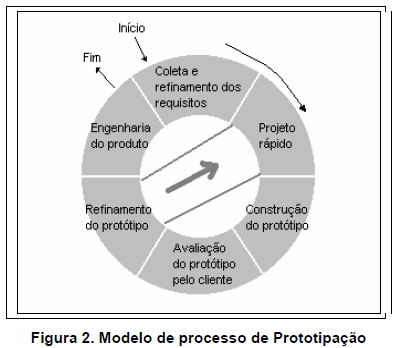 Início
Fim
Coleta e
refinamento dos
requisitos
Projeto
rápido
Construção
do protótipo
Avaliação
do protótipo
pelo cliente
Refinamento
do protótipo
Engenharia
do produto
Figura 2. Modelo de processo de Prototipação